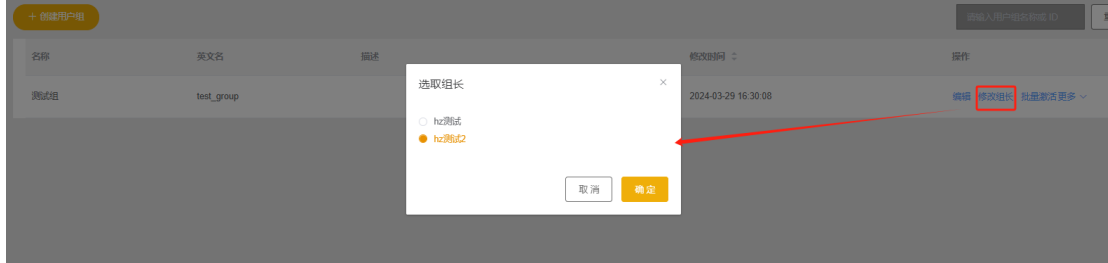 + 创建用户组
请输入用户组名称或 ID
名称 英文名 描述 修改时间 操作
选取组长 ×
测试组 test_group 2024-03-29 16:30:08 编辑 修改组长 批量激活 更多
hz测试
hz测试2
取消 确定